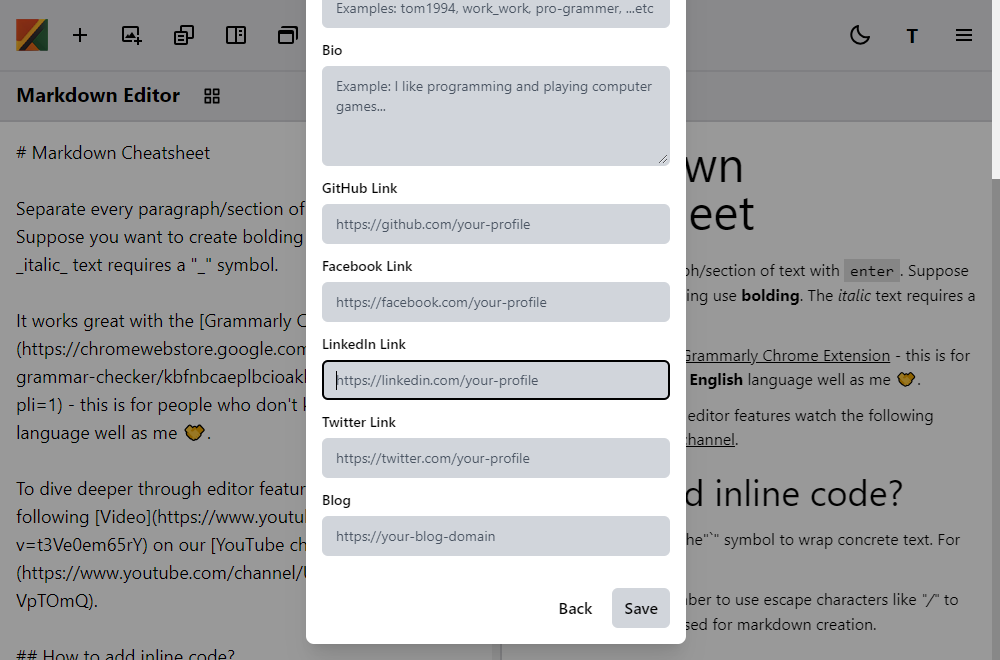 T
Markdown Editor
# Markdown Cheatsheet
Separate every paragraph/section of
Suppose you want to create bolding
_italic_ text requires a "_" symbol.
It works great with the [Grammarly
(https://chromewebstore.google.com
grammar-checker/kbfnbcaeplbcioakl
pli=1) - this is for people who don't
language well as me
.
To dive deeper through editor
following [Video](https://www.youtu
v=t3Ve0em65rY) on our [YouTube
(https://www.youtube.com/channel/
VpTOmQ).
## How to add inline code?
Examples: tom1994, work_work, pro-grammer, ...etc
Bio
Example: I like programming and playing computer
games...
GitHub Link
https://github.com/your-profile
Facebook Link
https://facebook.com/your-profile
LinkedIn Link
https://linkedin.com/your-profile
Twitter Link
https://twitter.com/your-profile
Blog
https://your-blog-domain
Back
Save
wn
eet
ph/section of text with enter. Suppose
ing use bolding. The italic text requires a
Grammarly Chrome Extension - this is for
English language well as me
.
editor features watch the following
channel.
d inline code?
he"`" symbol to wrap concrete text. For
ber to use escape characters like "/" to
sed for markdown creation.